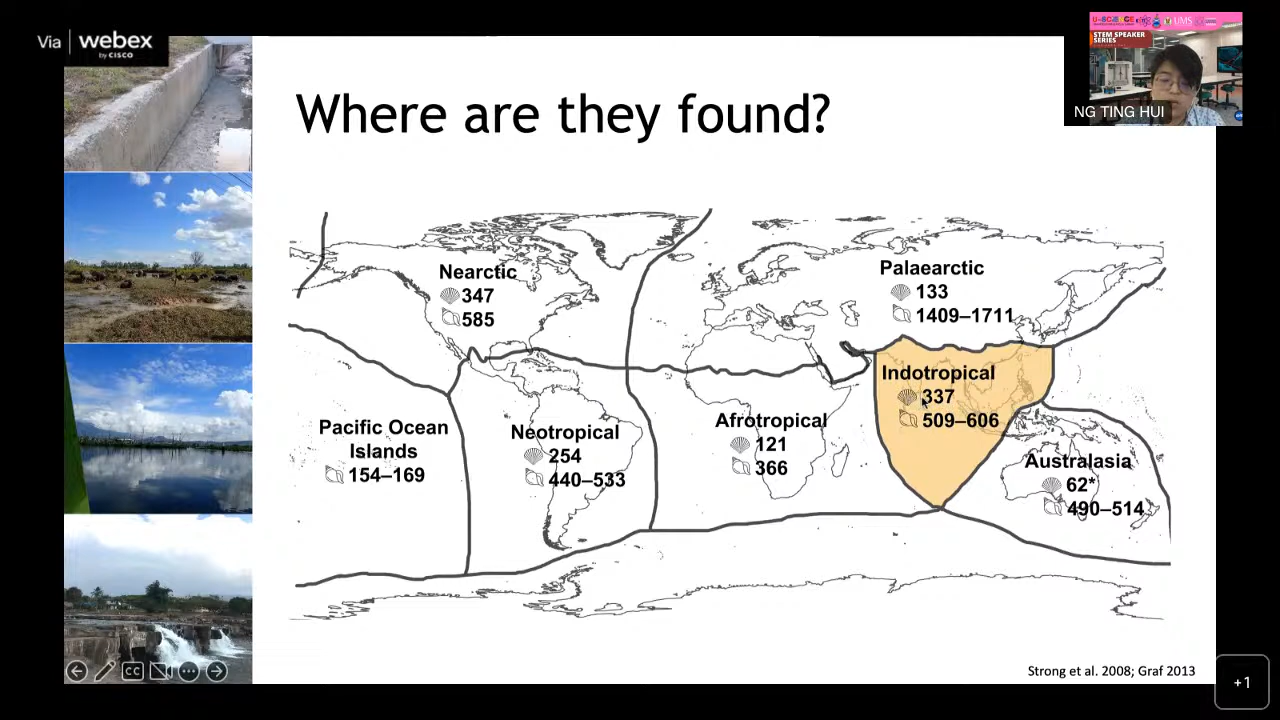 Via webex
by CISCO
UMS
STEM SPEAKER
SERIES
NG TING HUI
Where are they found?
Nearctic
347
585
Palaearctic
133
1409–1711
Indotropical
337
509–606
Pacific Ocean
Islands
154–169
Neotropical
254
440–533
Afrotropical
121
366
Australasia
62*
490–514
CC
Strong et al. 2008; Graf 2013
+1